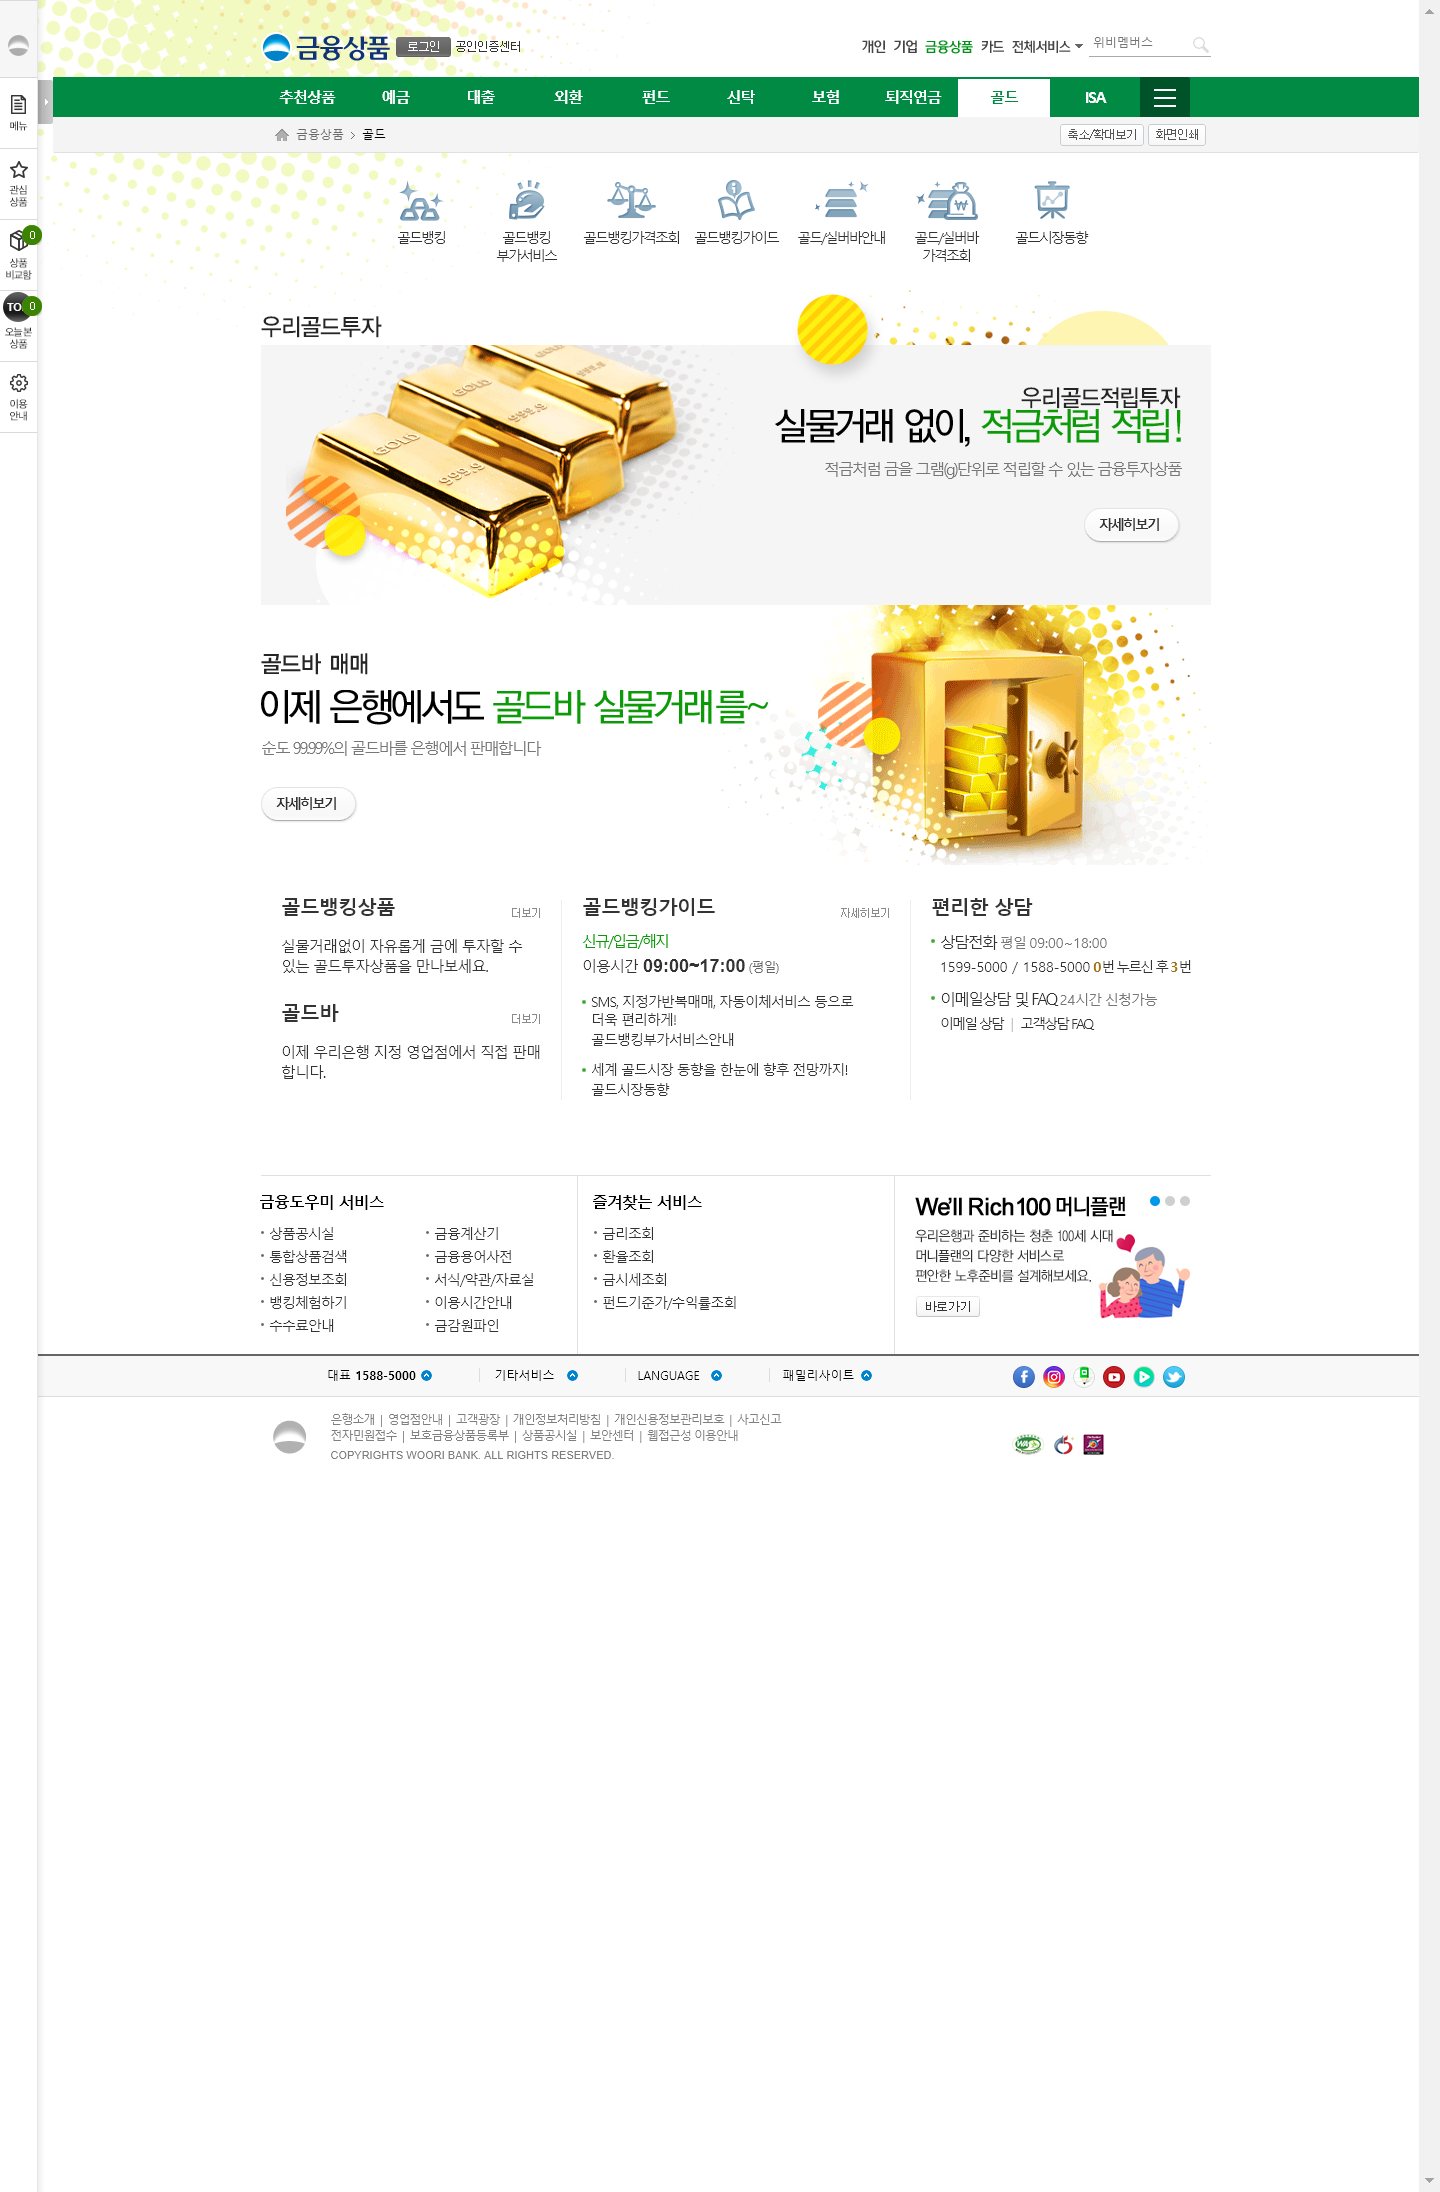 금융상품
로그인
공인인증센터
개인 기업 금융상품 카드 전체서비스
위비멤버스
추천상품 예금 대출 외환 펀드 신탁 보험 퇴직연금 골드 ISA
금융상품 > 골드
축소/확대보기 화면인쇄
메뉴
관심
상품
0
상품
비교함
0
오늘본
상품
이용
안내
골드뱅킹
골드뱅킹
부가서비스
골드뱅킹가격조회
골드뱅킹가이드
골드/실버바안내
골드/실버바
가격조회
골드시장동향
우리골드투자
GOLD
999.9
GOLD
999.9
우리골드적립투자
실물거래 없이, 적금처럼 적립!
적금처럼 금을 그램(g)단위로 적립할 수 있는 금융투자상품
자세히보기
골드바 매매
이제 은행에서도 골드바 실물거래를~
순도 99.99%의 골드바를 은행에서 판매합니다
자세히보기
골드뱅킹상품
더보기
실물거래없이 자유롭게 금에 투자할 수
있는 골드투자상품을 만나보세요.
골드바
더보기
이제 우리은행 지정 영업점에서 직접 판매
합니다.
골드뱅킹가이드
자세히보기
신규/입금/해지
이용시간 09:00~17:00 (평일)
SMS, 지정가반복매매, 자동이체서비스 등으로
더욱 편리하게!
골드뱅킹부가서비스안내
세계 골드시장 동향을 한눈에 향후 전망까지!
골드시장동향
편리한 상담
상담전화 평일 09:00~18:00
1599-5000 / 1588-5000 0번 누르신 후 3번
이메일상담 및 FAQ 24시간 신청가능
이메일 상담 | 고객상담 FAQ
금융도우미 서비스
상품공시실
통합상품검색
신용정보조회
뱅킹체험하기
수수료안내
금융계산기
금융용어사전
서식/약관/자료실
이용시간안내
금감원파인
즐겨찾는 서비스
금리조회
환율조회
금시세조회
펀드기준가/수익률조회
We'll Rich100 머니플랜
우리은행과 준비하는 청춘 100세 시대
머니플랜의 다양한 서비스로
편안한 노후준비를 설계해보세요.
바로가기
대표 1588-5000
기타서비스
LANGUAGE
패밀리사이트
은행소개 | 영업점안내 | 고객광장 | 개인정보처리방침 | 개인신용정보관리보호 | 사고신고
전자민원접수 | 보호금융상품등록부 | 상품공시실 | 보안센터 | 웹접근성 이용안내
COPYRIGHTS WOORI BANK. ALL RIGHTS RESERVED.